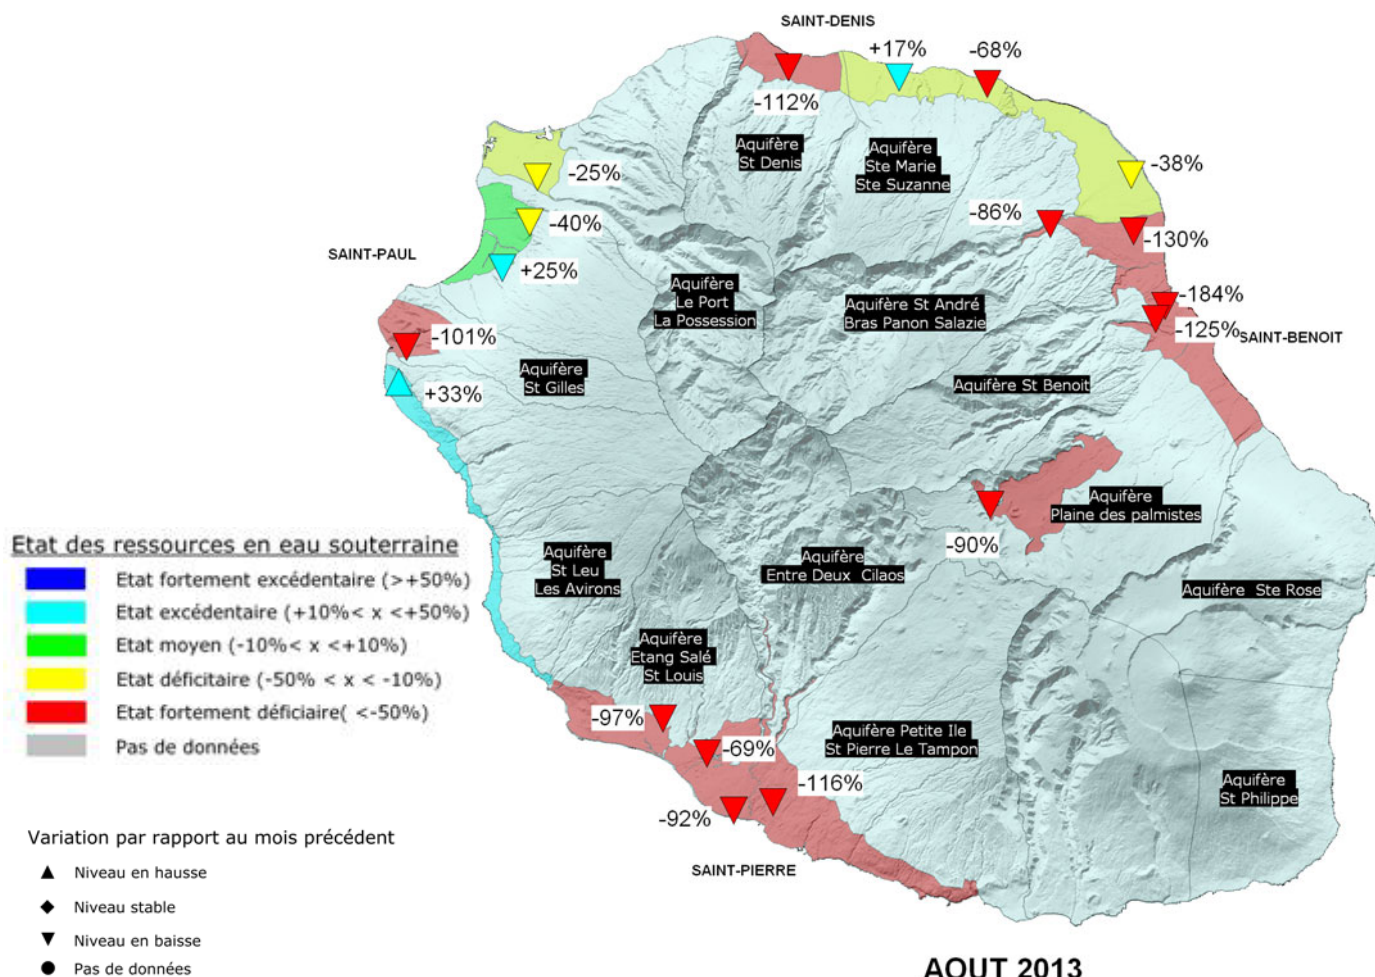 SAINT-DENIS
+17%
-68%
-112%
Aquifère
St Denis
Aquifère
Ste Marie
Ste Suzanne
-38%
-25%
-86%
-40%
-130%
SAINT-PAUL
+25%
Aquifère
Le Port
La Possession
Aquifère St André
Bras Panon Salazie
-184%
-125%
SAINT-BENOIT
-101%
Aquifère
St Gilles
+33%
Aquifère St Benoit
Aquifère
Plaine des palmistes
-90%
Etat des ressources en eau souterraine
Etat fortement excédentaire (>+50%)
Etat excédentaire (+10%< x <+50%)
Etat moyen (-10%< x <+10%)
Etat déficitaire (-50% < x < -10%)
Etat fortement déficiaire( <-50%)
Pas de données
Aquifère
St Leu
Les Avirons
Aquifère
Entre Deux Cilaos
Aquifère Ste Rose
Aquifère
Etang Salé
St Louis
-97%
-69%
Aquifère Petite Ile
St Pierre Le Tampon
-116%
-92%
Aquifère
St Philippe
SAINT-PIERRE
Variation par rapport au mois précédent
Niveau en hausse
Niveau stable
Niveau en baisse
Pas de données
AOUT 2013